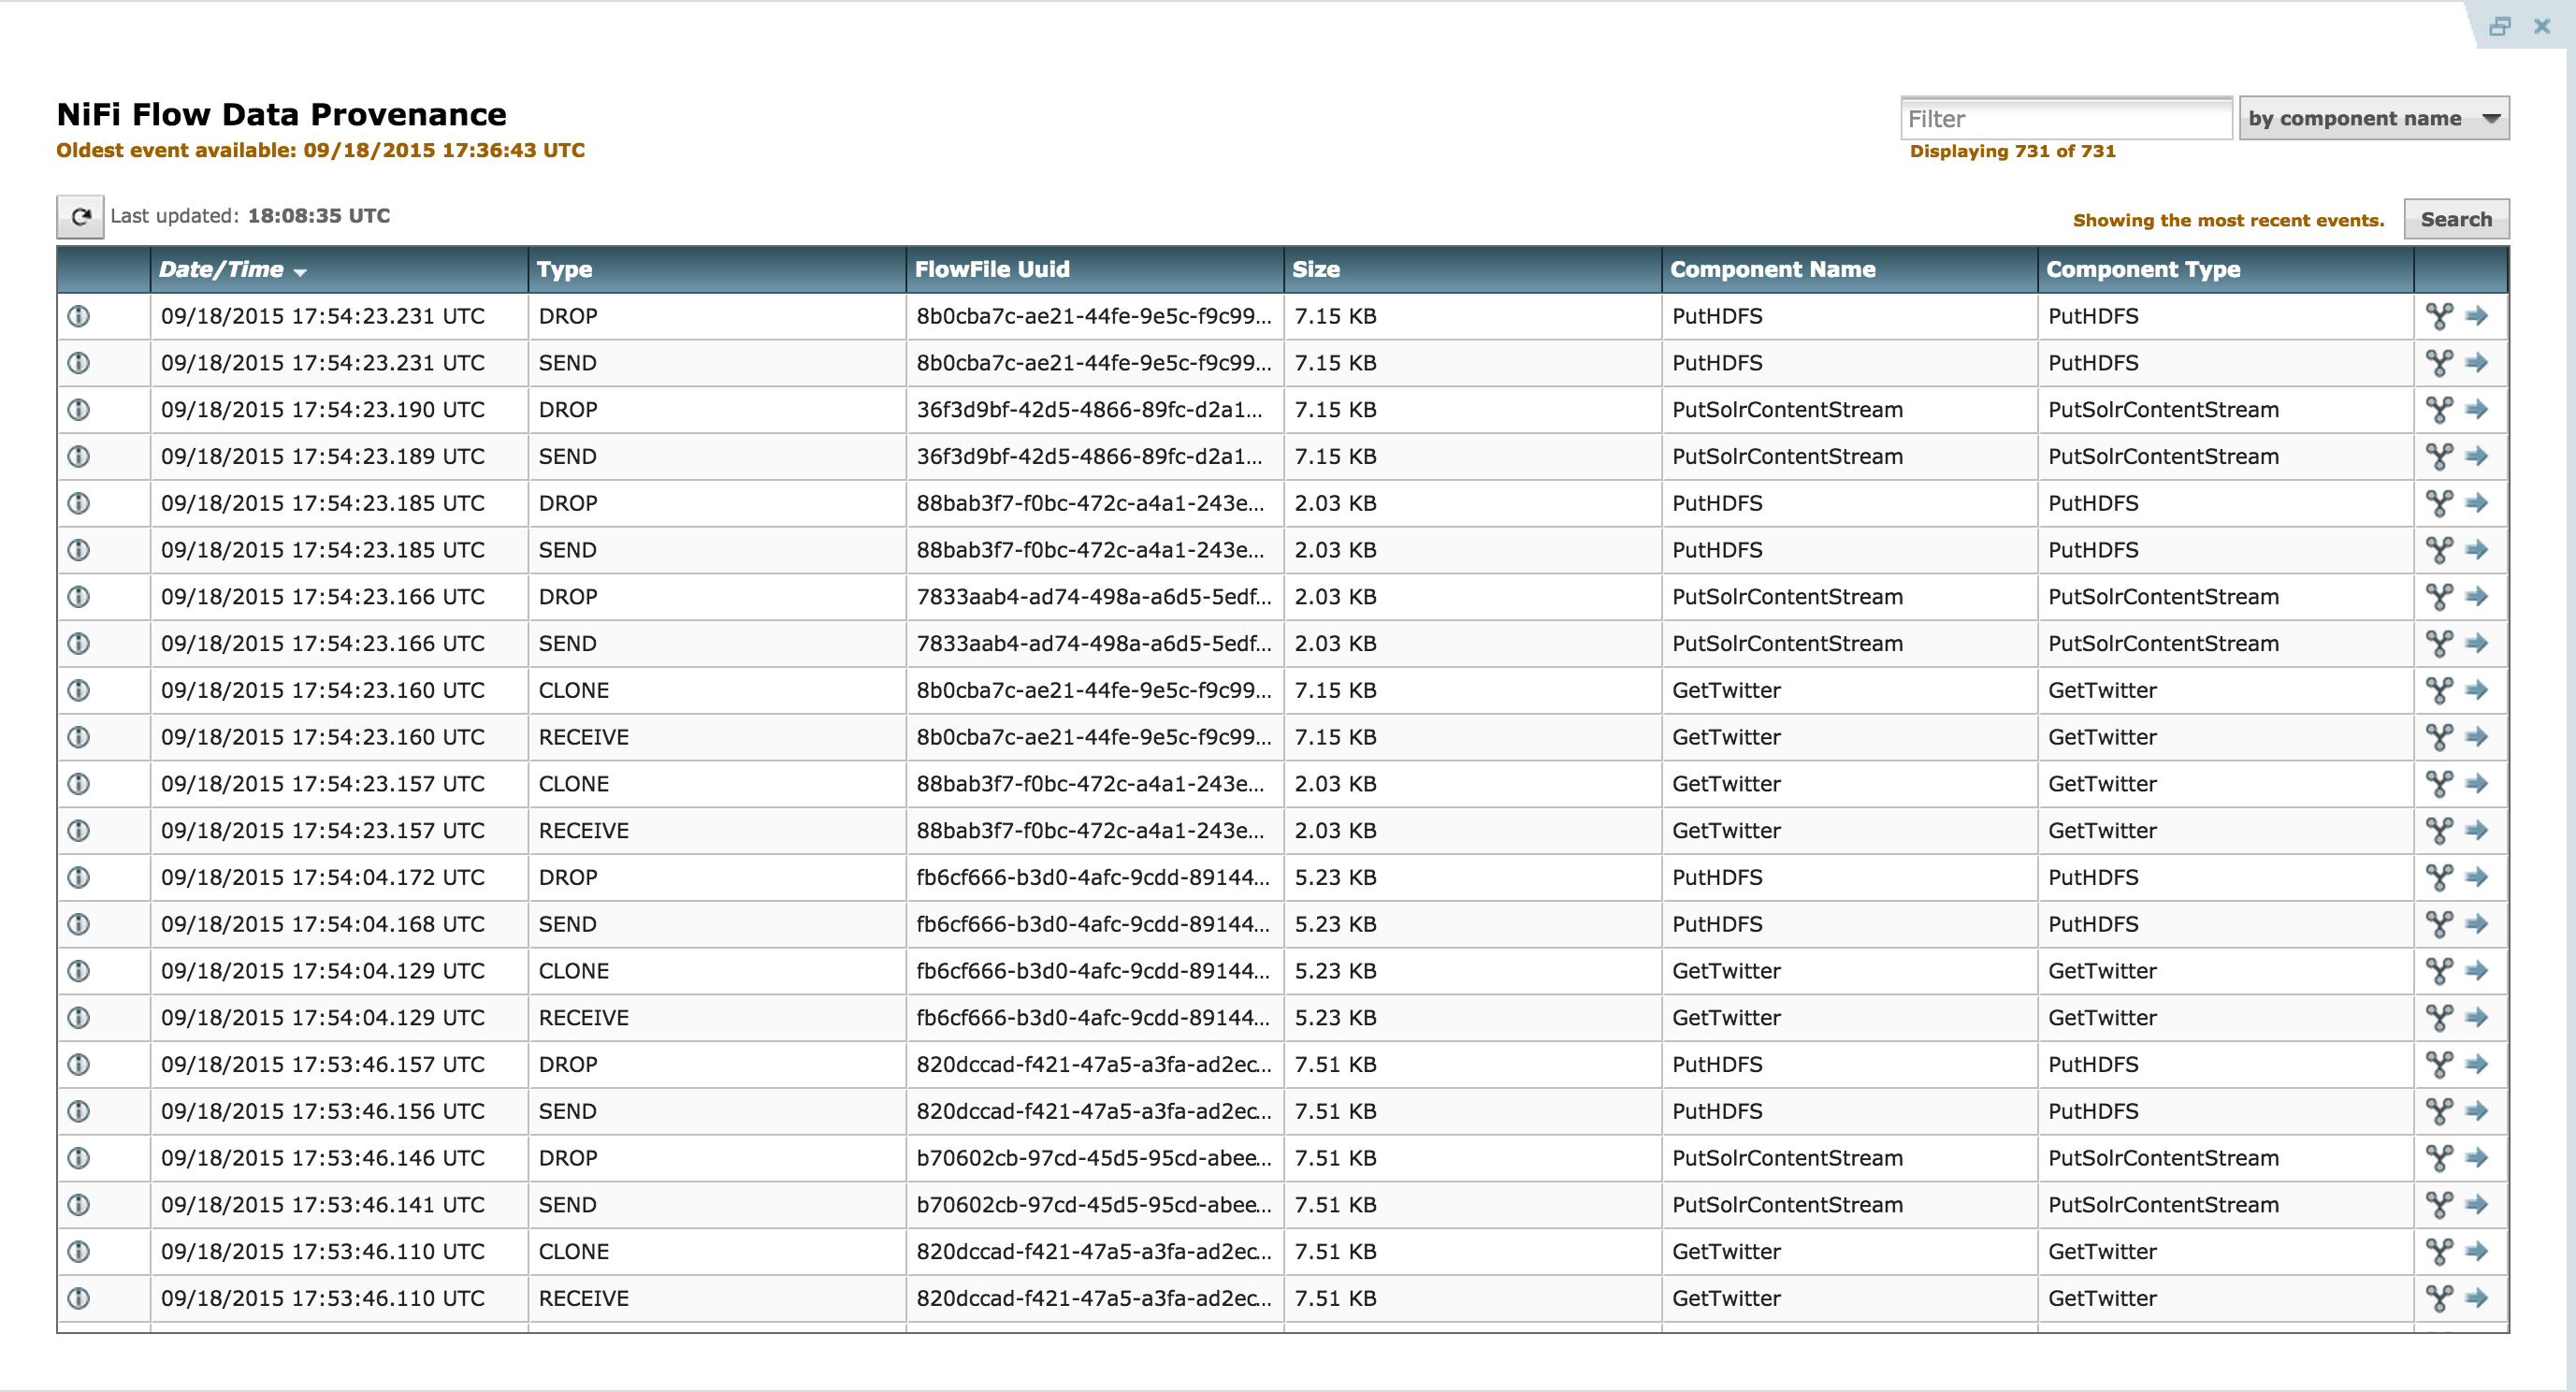 NiFi Flow Data Provenance
Oldest event available: 09/18/2015 17:36:43 UTC
Filter
by component name
Displaying 731 of 731
Last updated: 18:08:35 UTC
Showing the most recent events.
Search
Date/Time Type FlowFile Uuid Size Component Name Component Type
09/18/2015 17:54:23.231 UTC DROP 8b0cba7c-ae21-44fe-9e5c-f9c99... 7.15 KB PutHDFS PutHDFS
09/18/2015 17:54:23.231 UTC SEND 8b0cba7c-ae21-44fe-9e5c-f9c99... 7.15 KB PutHDFS PutHDFS
09/18/2015 17:54:23.190 UTC DROP 36f3d9bf-42d5-4866-89fc-d2a1... 7.15 KB PutSolrContentStream PutSolrContentStream
09/18/2015 17:54:23.189 UTC SEND 36f3d9bf-42d5-4866-89fc-d2a1... 7.15 KB PutSolrContentStream PutSolrContentStream
09/18/2015 17:54:23.185 UTC DROP 88bab3f7-f0bc-472c-a4a1-243e... 2.03 KB PutHDFS PutHDFS
09/18/2015 17:54:23.185 UTC SEND 88bab3f7-f0bc-472c-a4a1-243e... 2.03 KB PutHDFS PutHDFS
09/18/2015 17:54:23.166 UTC DROP 7833aab4-ad74-498a-a6d5-5edf... 2.03 KB PutSolrContentStream PutSolrContentStream
09/18/2015 17:54:23.166 UTC SEND 7833aab4-ad74-498a-a6d5-5edf... 2.03 KB PutSolrContentStream PutSolrContentStream
09/18/2015 17:54:23.160 UTC CLONE 8b0cba7c-ae21-44fe-9e5c-f9c99... 7.15 KB GetTwitter GetTwitter
09/18/2015 17:54:23.160 UTC RECEIVE 8b0cba7c-ae21-44fe-9e5c-f9c99... 7.15 KB GetTwitter GetTwitter
09/18/2015 17:54:23.157 UTC CLONE 88bab3f7-f0bc-472c-a4a1-243e... 2.03 KB GetTwitter GetTwitter
09/18/2015 17:54:23.157 UTC RECEIVE 88bab3f7-f0bc-472c-a4a1-243e... 2.03 KB GetTwitter GetTwitter
09/18/2015 17:54:04.172 UTC DROP fb6cf666-b3d0-4afc-9cdd-89144... 5.23 KB PutHDFS PutHDFS
09/18/2015 17:54:04.168 UTC SEND fb6cf666-b3d0-4afc-9cdd-89144... 5.23 KB PutHDFS PutHDFS
09/18/2015 17:54:04.129 UTC CLONE fb6cf666-b3d0-4afc-9cdd-89144... 5.23 KB GetTwitter GetTwitter
09/18/2015 17:54:04.129 UTC RECEIVE fb6cf666-b3d0-4afc-9cdd-89144... 5.23 KB GetTwitter GetTwitter
09/18/2015 17:53:46.157 UTC DROP 820dccad-f421-47a5-a3fa-ad2ec... 7.51 KB PutHDFS PutHDFS
09/18/2015 17:53:46.156 UTC SEND 820dccad-f421-47a5-a3fa-ad2ec... 7.51 KB PutHDFS PutHDFS
09/18/2015 17:53:46.146 UTC DROP b70602cb-97cd-45d5-95cd-abee... 7.51 KB PutSolrContentStream PutSolrContentStream
09/18/2015 17:53:46.141 UTC SEND b70602cb-97cd-45d5-95cd-abee... 7.51 KB PutSolrContentStream PutSolrContentStream
09/18/2015 17:53:46.110 UTC CLONE 820dccad-f421-47a5-a3fa-ad2ec... 7.51 KB GetTwitter GetTwitter
09/18/2015 17:53:46.110 UTC RECEIVE 820dccad-f421-47a5-a3fa-ad2ec... 7.51 KB GetTwitter GetTwitter